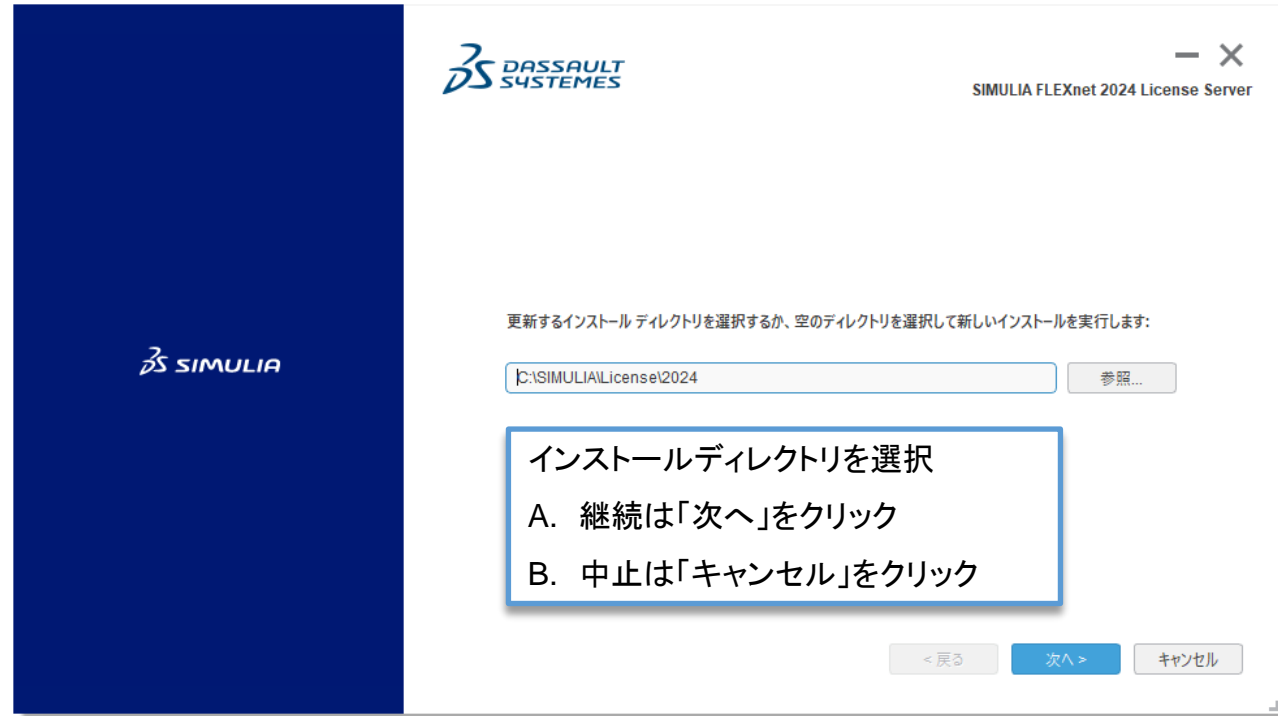 DASSAULT
SYSTEMES
SIMULIA FLEXnet 2024 License Server
更新するインストール ディレクトリを選択するか、空のディレクトリを選択して新しいインストールを実行します:
SIMULIA
C:\SIMULIA\License\2024
参照...
インストールディレクトリを選択
A. 継続は「次へ」をクリック
B. 中止は「キャンセル」をクリック
< 戻る
次へ >
キャンセル